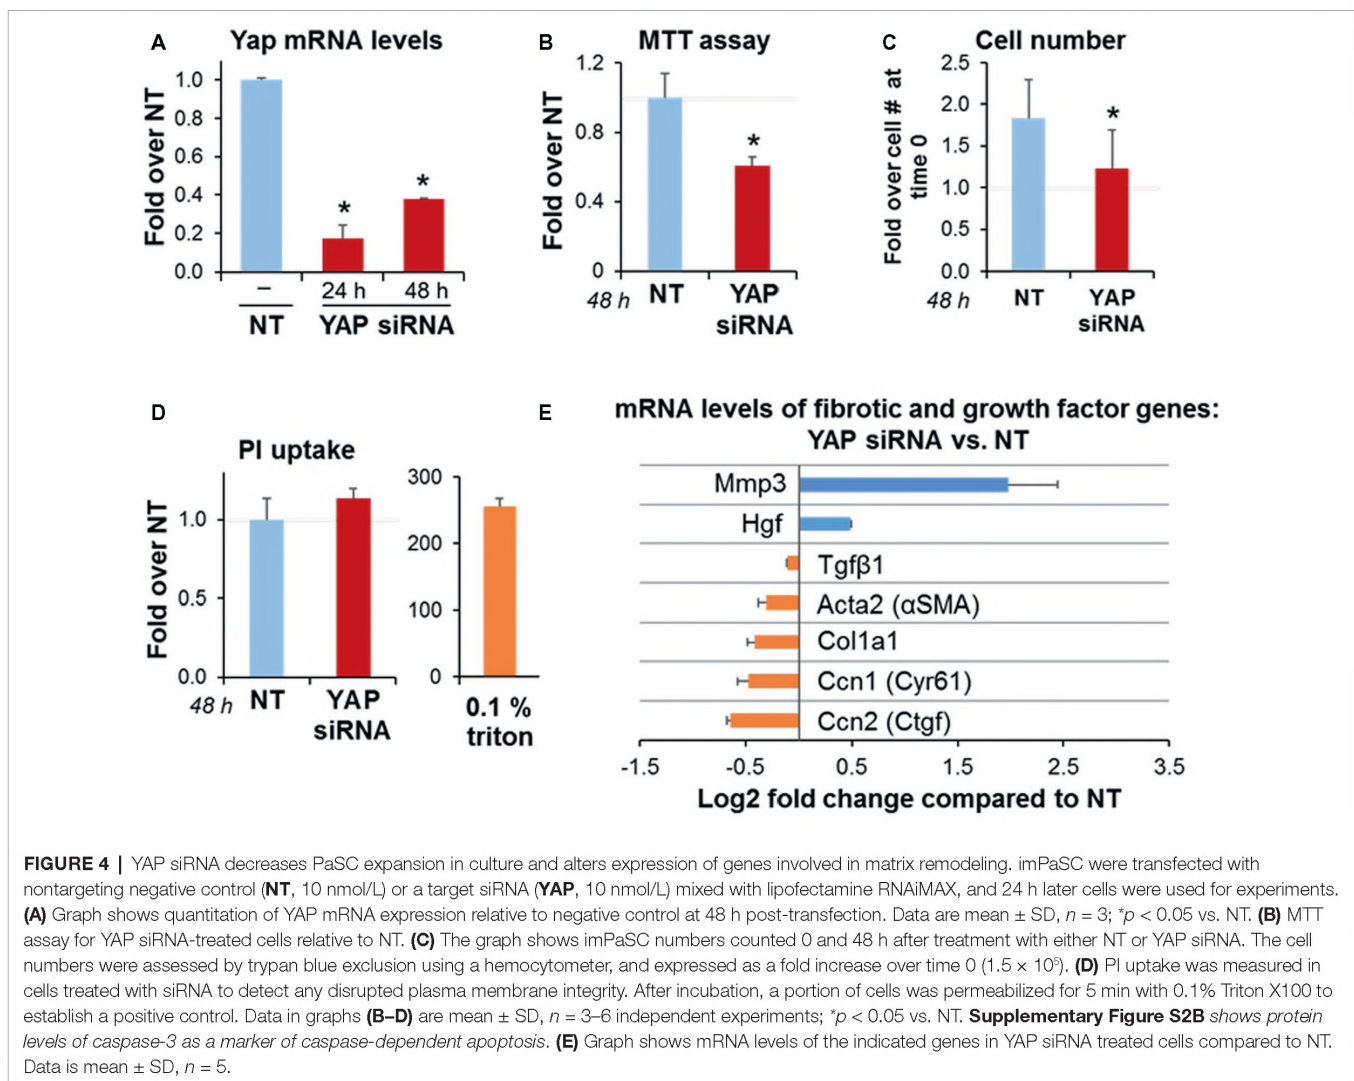 A
Yap mRNA levels
Fold over NT
1.0
0.8
0.6
0.4
0.2
0.0
*
*
–
24 h
48 h
NT
YAP siRNA
B
MTT assay
Fold over NT
1.2
0.8
0.4
0
*
48 h
NT
YAP
siRNA
C
Cell number
Fold over cell # at
time 0
2.5
2.0
1.5
1.0
0.5
0.0
*
48 h
NT
YAP
siRNA
D
PI uptake
Fold over NT
1.0
0.5
0.0
48 h
NT
YAP
siRNA
300
200
100
0
0.1 %
triton
E
mRNA levels of fibrotic and growth factor genes:
YAP siRNA vs. NT
Mmp3
Hgf
Tgfβ1
Acta2 (αSMA)
Col1a1
Ccn1 (Cyr61)
Ccn2 (Ctgf)
-1.5 -0.5 0.5 1.5 2.5 3.5
Log2 fold change compared to NT
FIGURE 4 | YAP siRNA decreases PaSC expansion in culture and alters expression of genes involved in matrix remodeling. imPaSC were transfected with
nontargeting negative control (NT, 10 nmol/L) or a target siRNA (YAP, 10 nmol/L) mixed with lipofectamine RNAiMAX, and 24 h later cells were used for experiments.
(A) Graph shows quantitation of YAP mRNA expression relative to negative control at 48 h post-transfection. Data are mean ± SD, n = 3; *p < 0.05 vs. NT. (B) MTT
assay for YAP siRNA-treated cells relative to NT. (C) The graph shows imPaSC numbers counted 0 and 48 h after treatment with either NT or YAP siRNA. The cell
numbers were assessed by trypan blue exclusion using a hemocytometer, and expressed as a fold increase over time 0 (1.5 × 10⁵). (D) PI uptake was measured in
cells treated with siRNA to detect any disrupted plasma membrane integrity. After incubation, a portion of cells was permeabilized for 5 min with 0.1% Triton X100 to
establish a positive control. Data in graphs (B–D) are mean ± SD, n = 3–6 independent experiments; *p < 0.05 vs. NT. Supplementary Figure S2B shows protein
levels of caspase-3 as a marker of caspase-dependent apoptosis. (E) Graph shows mRNA levels of the indicated genes in YAP siRNA treated cells compared to NT.
Data is mean ± SD, n = 5.